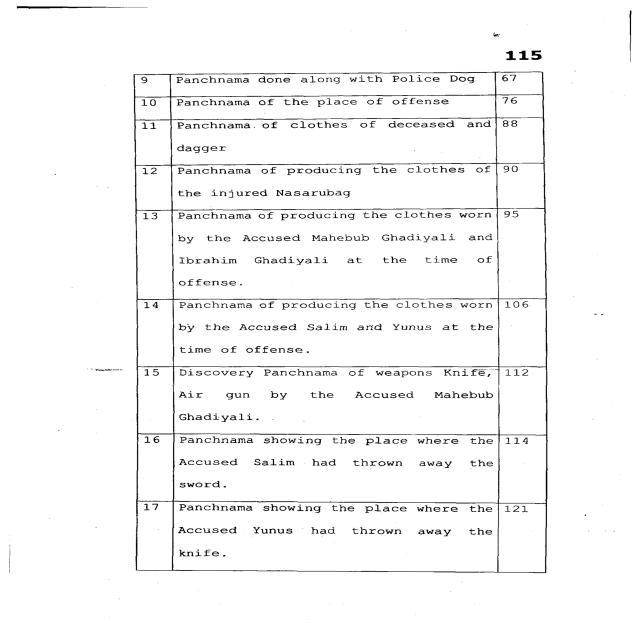 115
9 Panchnama done along with Police Dog 67
10 Panchnama of the place of offense 76
11 Panchnama of clothes of deceased and 88
dagger
12 Panchnama of producing the clothes of 90
the injured Nasarubag
13 Panchnama of producing the clothes worn 95
by the Accused Mahebub Ghadiyali and
Ibrahim Ghadiyali at the time of
offense.
14 Panchnama of producing the clothes worn 106
by the Accused Salim and Yunus at the
time of offense.
15 Discovery Panchnama of weapons Knife, 112
Air gun by the Accused Mahebub
Ghadiyali.
16 Panchnama showing the place where the 114
Accused Salim had thrown away the
sword.
17 Panchnama showing the place where the 121
Accused Yunus had thrown away the
knife.